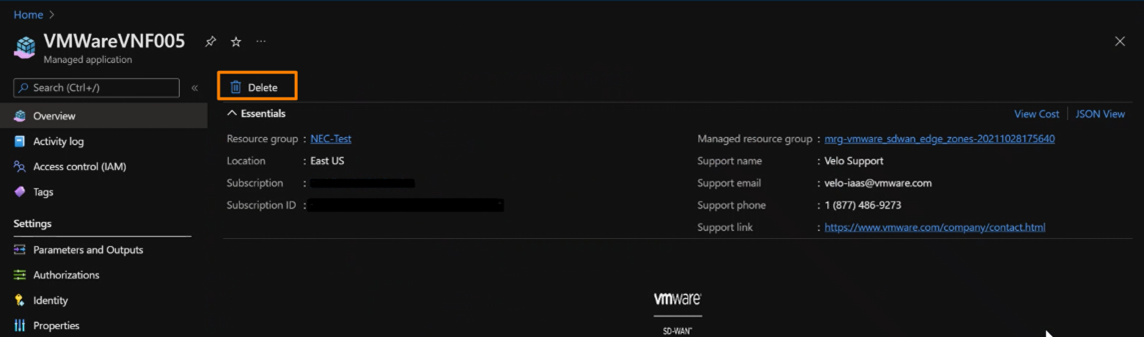 Home >
VMWareVNF005 ...
Managed application
Search (Ctrl+/) «
Delete
Overview
Essentials
View Cost | JSON View
Activity log
Resource group : NEC-Test
Managed resource group : mrg-vmware_sdwan_edge_zones-20211028175640
Access control (IAM)
Location : East US
Support name : Velo Support
Tags
Subscription :
Support email : velo-iaas@vmware.com
Subscription ID :
Support phone : 1 (877) 486-9273
Settings
Support link : https://www.vmware.com/company/contact.html
Parameters and Outputs
Authorizations
Identity
Properties
vmware
SD-WAN™